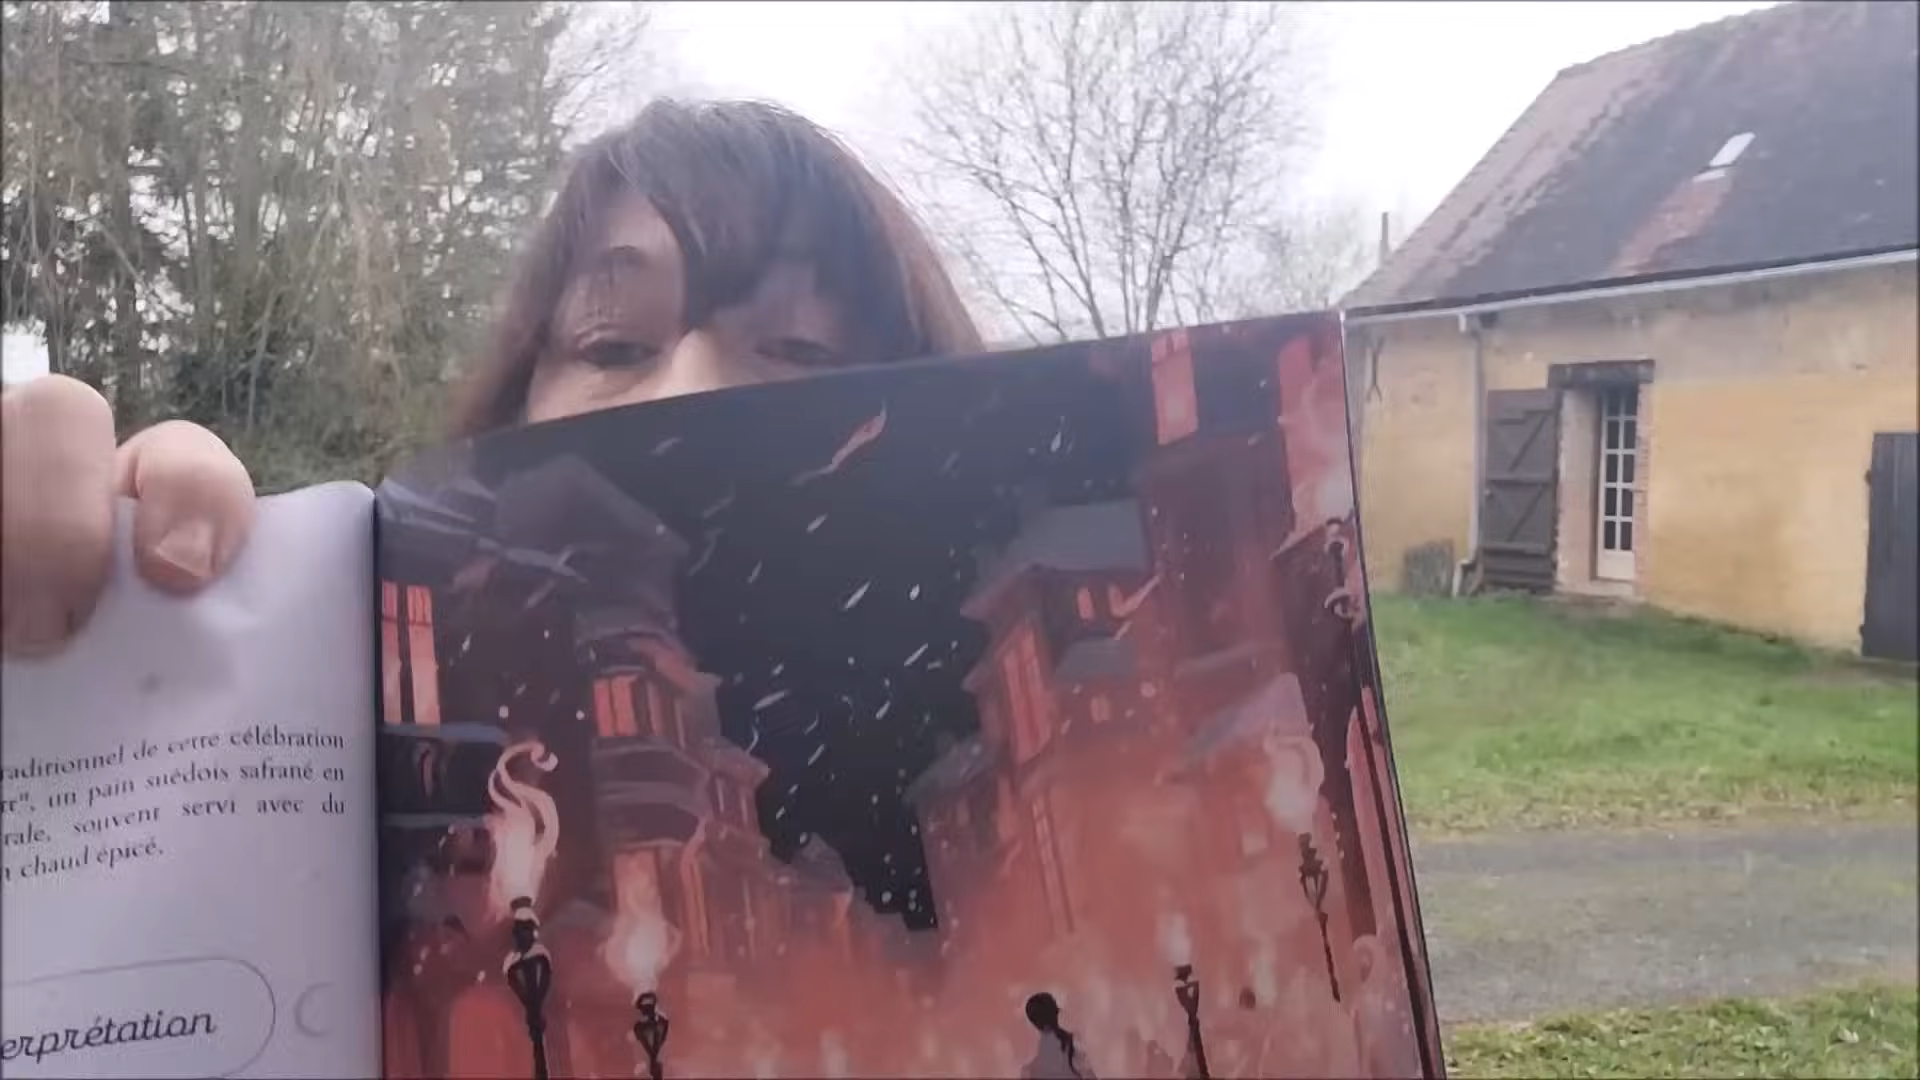 raditionnel de cette célébration
", un pain suédois safrané en
rale, souvent servi avec du
n chaud épicé.
erprétation